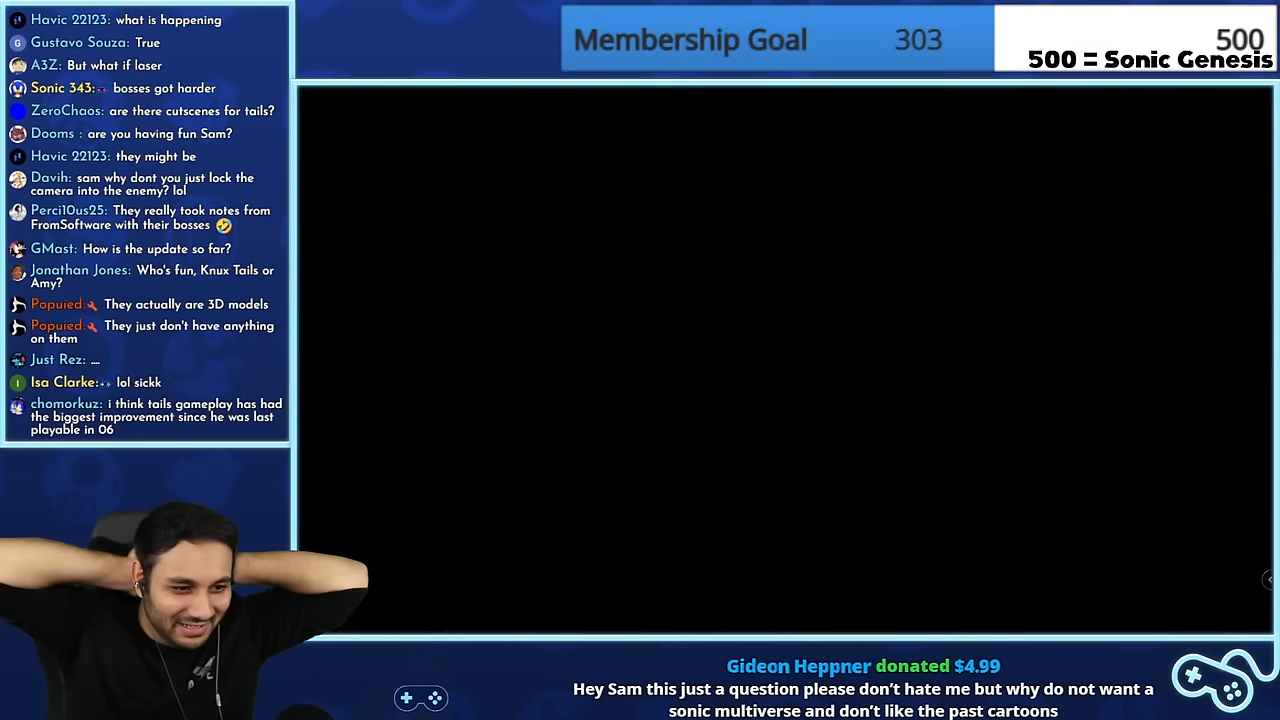 Havic 22123: what is happening
Gustavo Souza: True
A3Z: But what if laser
Sonic 343: bosses got harder
ZeroChaos: are there cutscenes for tails?
Dooms : are you having fun Sam?
Havic 22123: they might be
Davih: sam why dont you just lock the
camera into the enemy? lol
Perci10us25: They really took notes from
FromSoftware with their bosses 🤣
GMast: How is the update so far?
Jonathan Jones: Who's fun, Knux Tails or
Amy?
Popuied: They actually are 3D models
Popuied: They just don't have anything
on them
Just Rez: ....
Isa Clarke: lol sickk
chomorkuz: i think tails gameplay has had
the biggest improvement since he was last
playable in 06
Membership Goal 303 500
500 = Sonic Genesis
Gideon Heppner donated $4.99
Hey Sam this just a question please don't hate me but why do not want a
sonic multiverse and don't like the past cartoons